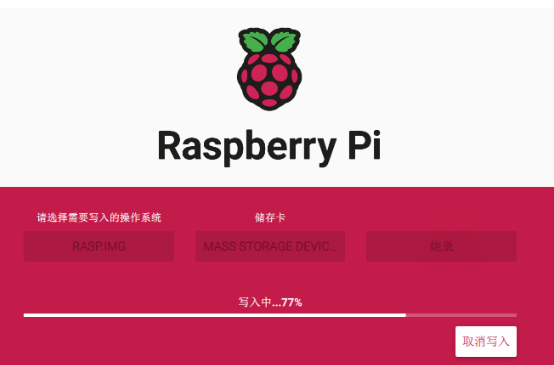 Raspberry Pi
请选择需要写入的操作系统
储存卡
RASP.IMG
MASS STORAGE DEVIC...
烧录
写入中...77%
取消写入